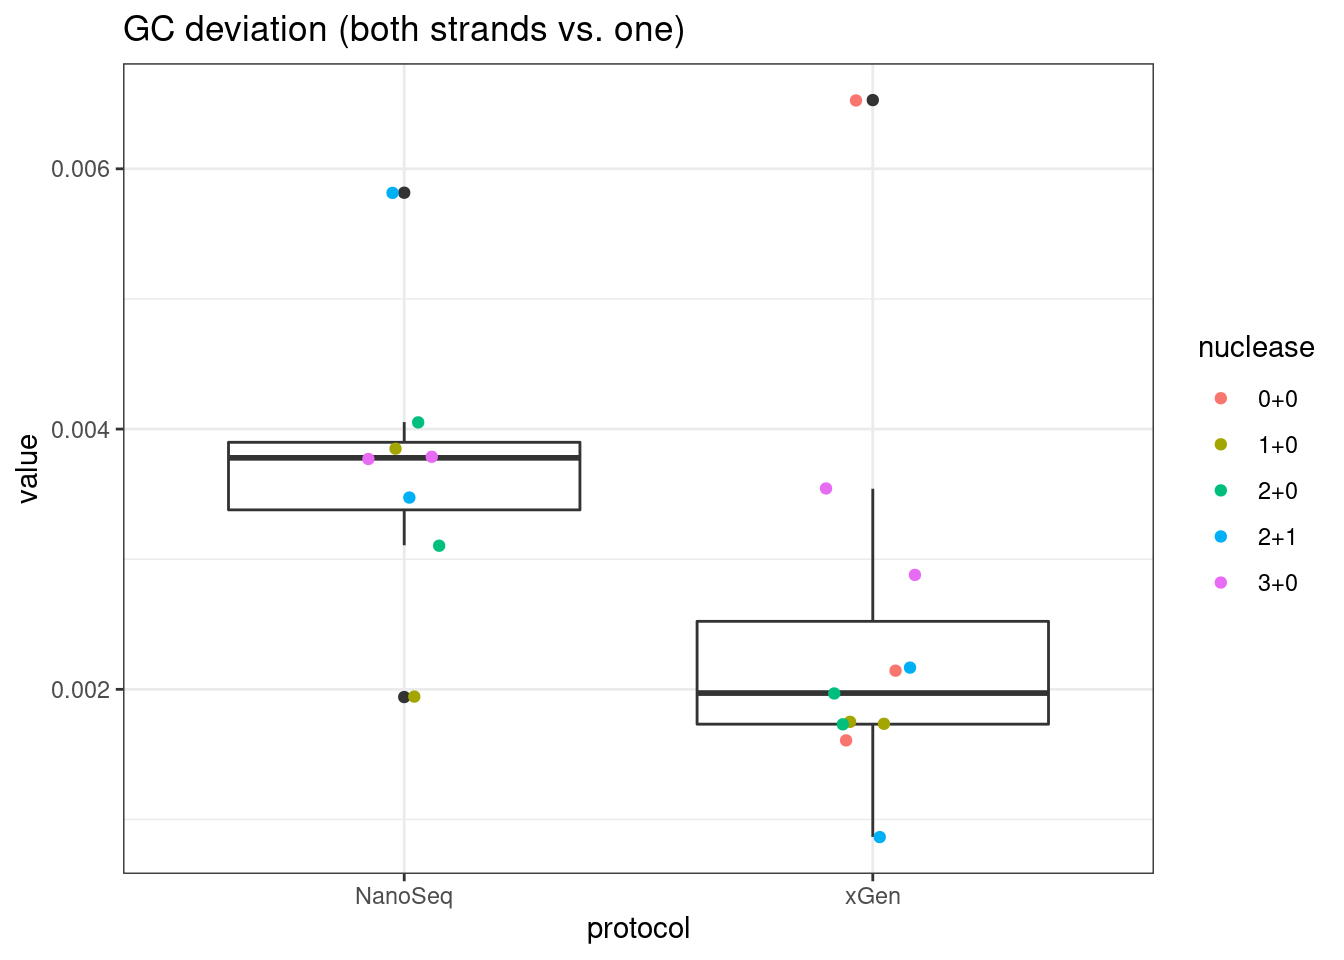 GC deviation (both strands vs. one)
0.006
0.004
0.002
value
NanoSeq
xGen
protocol
nuclease
0+0
1+0
2+0
2+1
3+0